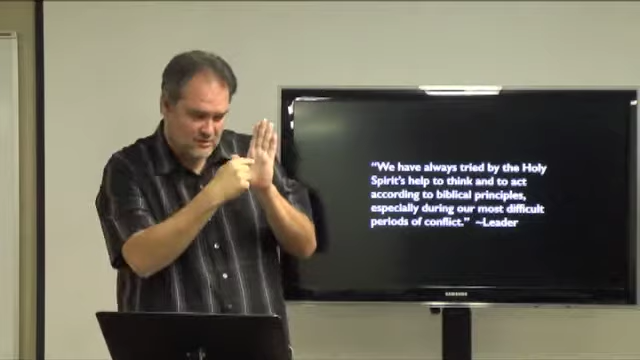 “We have always tried by the Holy
Spirit’s help to think and to act
according to biblical principles,
especially during our most difficult
periods of conflict.” ~Leader
SAMSUNG